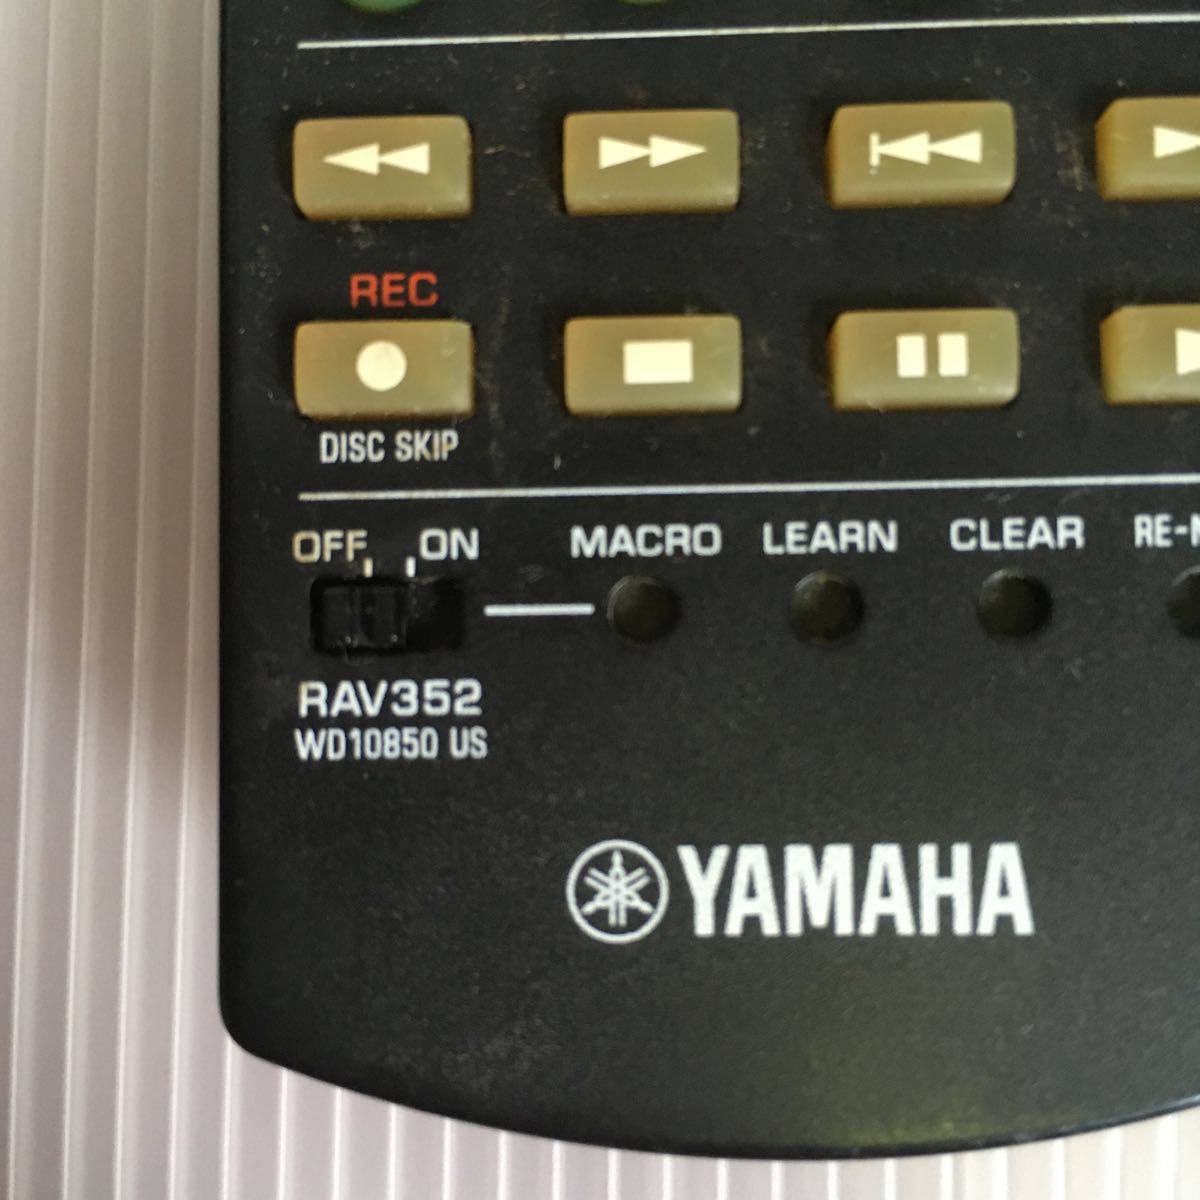 REC
DISC SKIP
OFF ON MACRO LEARN CLEAR
RAV352
WD10850 US
YAMAHA